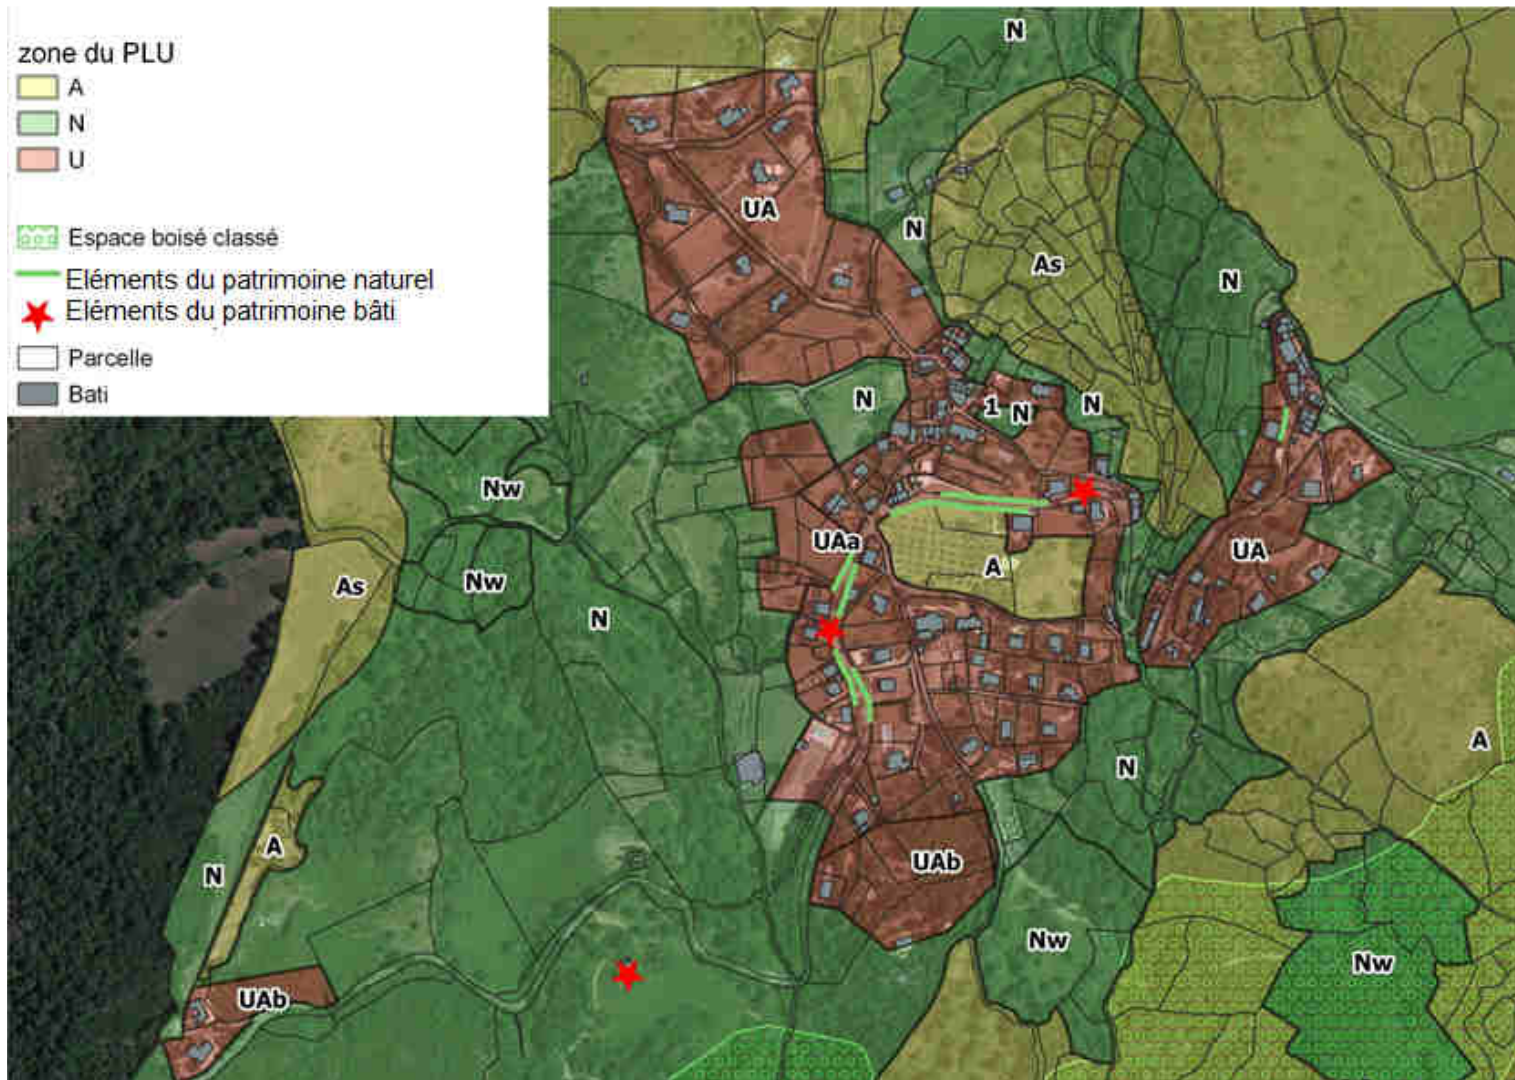 zone du PLU
A
N
U
Espace boisé classé
Eléments du patrimoine naturel
Eléments du patrimoine bâti
Parcelle
Bati
N
UA
N
As
N
N
1 N
N
Nw
UAa
UA
Nw
As
A
N
A
N
A
N
UAb
Nw
Nw
UAb